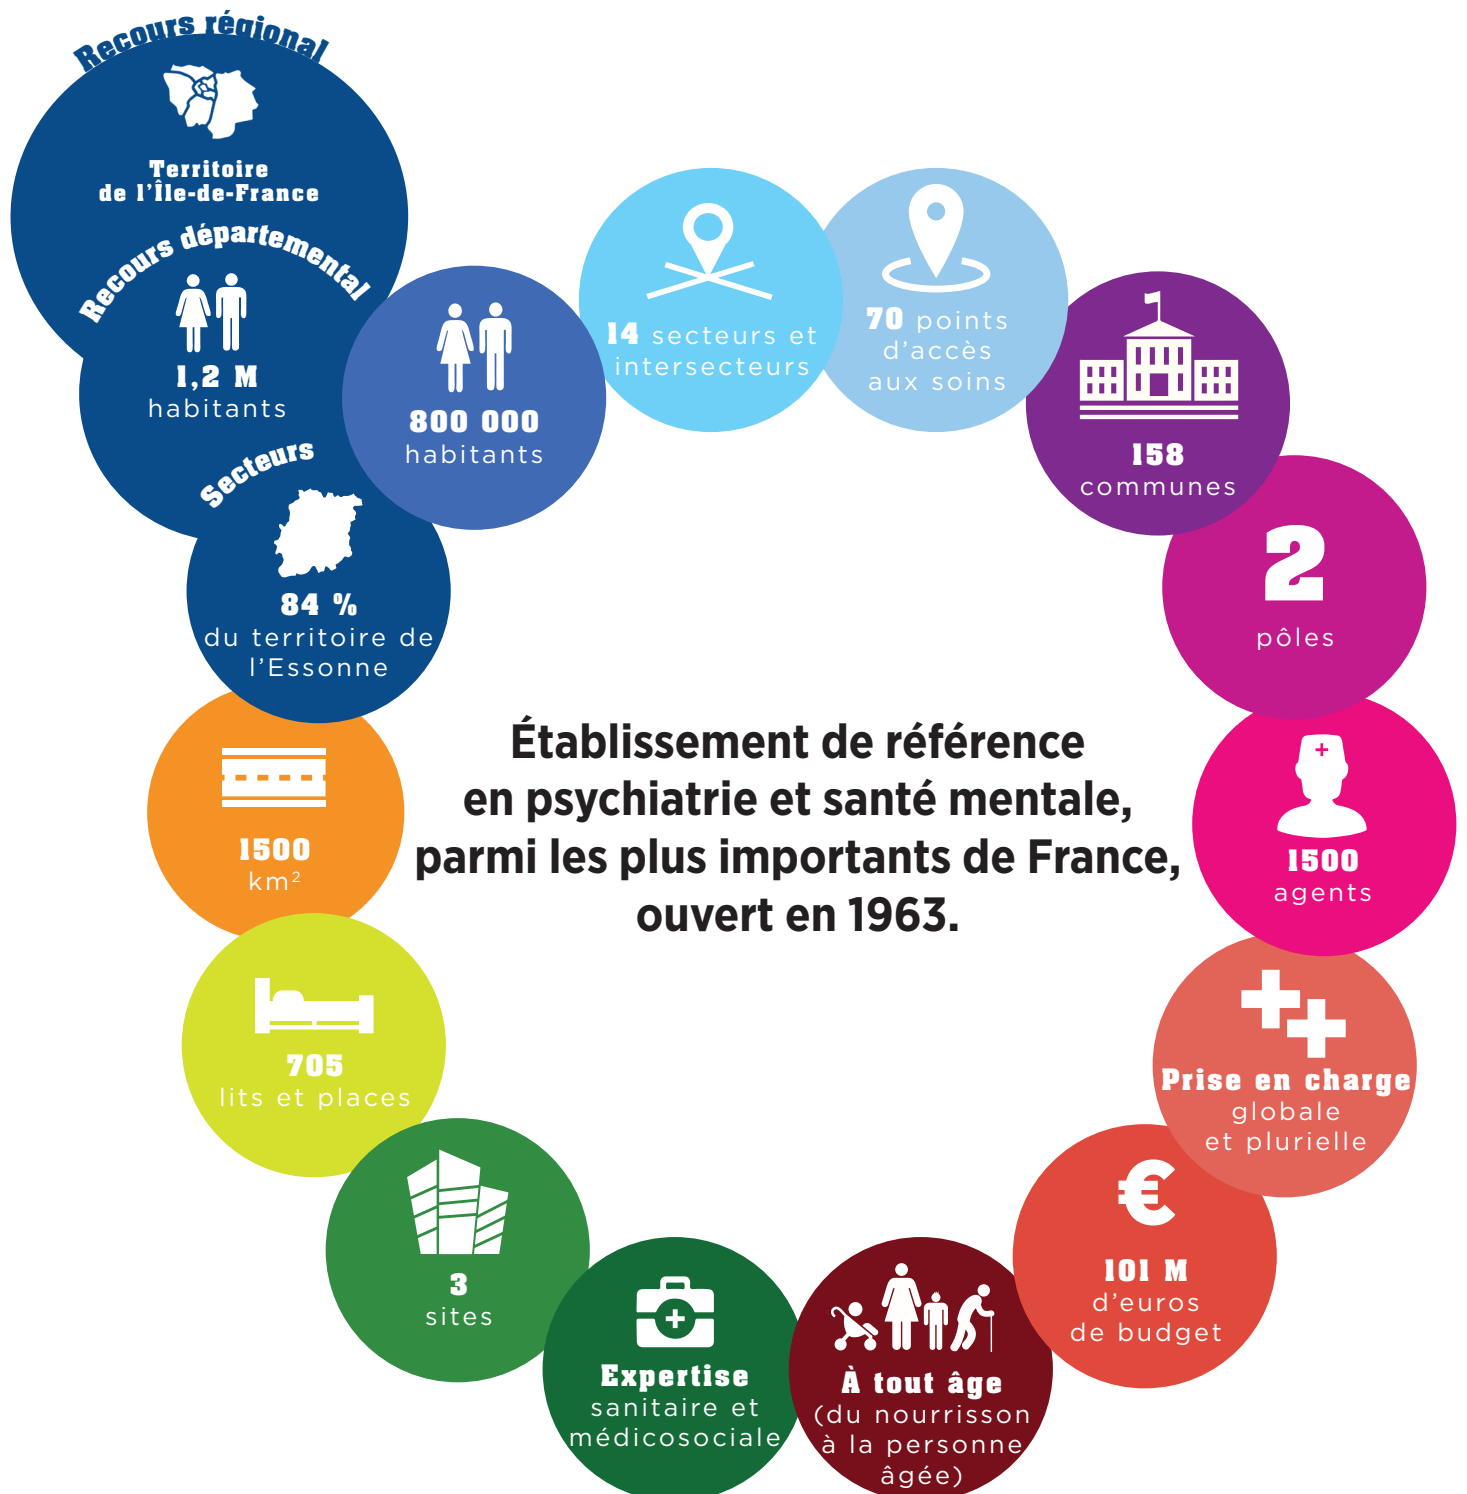 Recours régional
Territoire
de l'Île-de-France
Recours départemental
1,2 M
habitants
Secteurs
84 %
du territoire de
l'Essonne
800 000
habitants
14 secteurs et
intersecteurs
70 points
d'accès
aux soins
158
communes
2
pôles
1500
agents
Prise en charge
globale
et plurielle
101 M
d'euros
de budget
À tout âge
(du nourrisson
à la personne
âgée)
Expertise
sanitaire et
médicosociale
3
sites
705
lits et places
1500
km²
Établissement de référence
en psychiatrie et santé mentale,
parmi les plus importants de France,
ouvert en 1963.